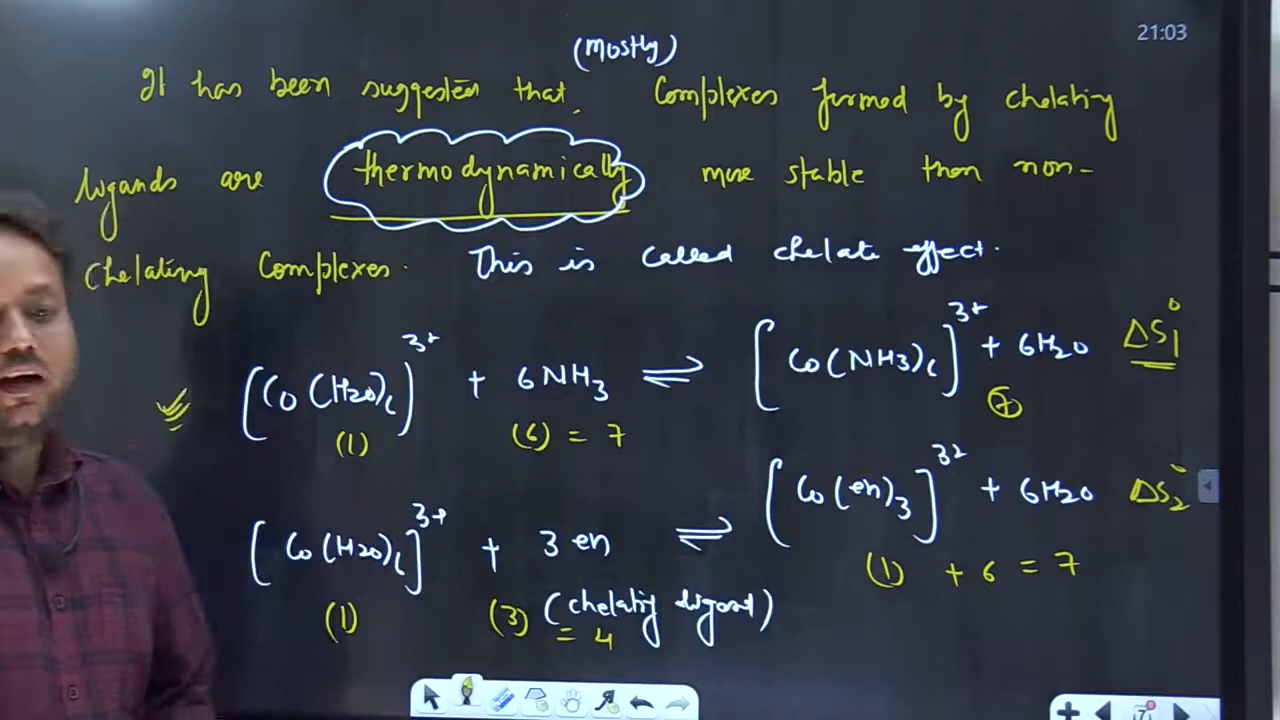 21:03
(Mostly)
It has been suggested that, Complexes formed by chelating
ligands are thermodynamically more stable than non-
Chelating Complexes. This is called chelate effect.
[Co(H2O)6]3+ + 6NH3 ⇌ [Co(NH3)6]3+ + 6H2O ΔS1°
(1) (6) = 7 7
[Co(H2O)6]3+ + 3 en ⇌ [Co(en)3]3+ + 6H2O ΔS2°
(1) (3) (chelatig ligant) (1) + 6 = 7
= 4